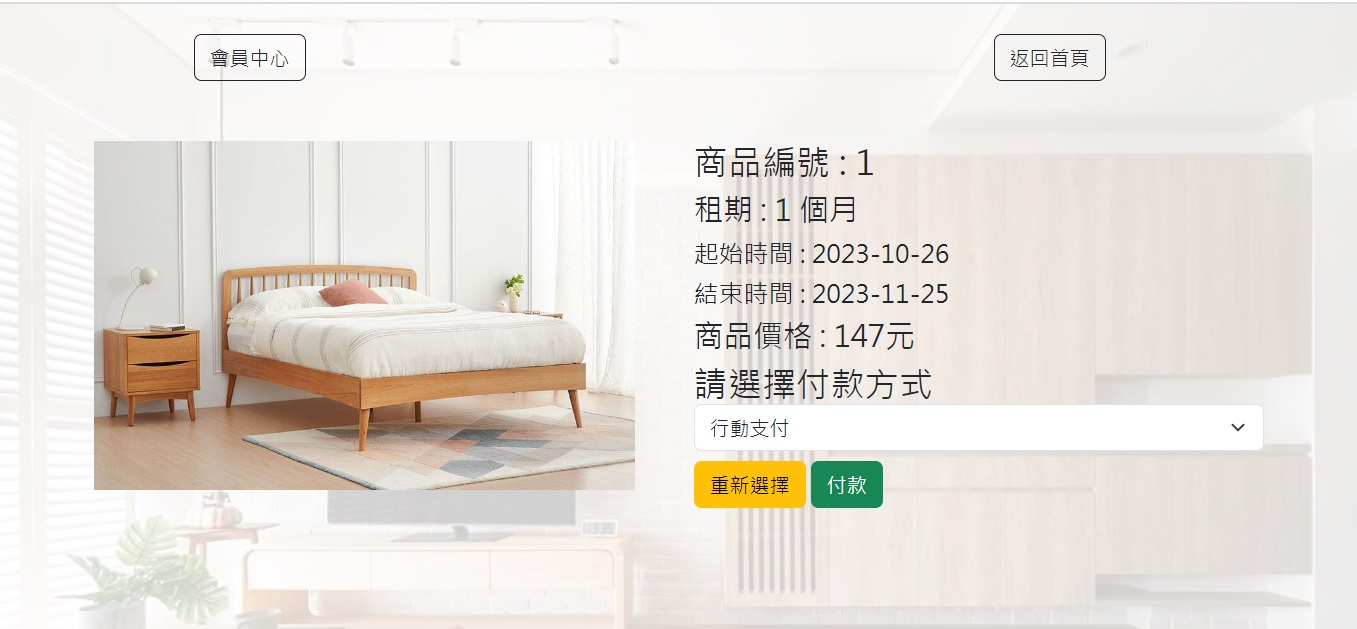 會員中心
返回首頁
商品編號 : 1
租期 : 1 個月
起始時間 : 2023-10-26
結束時間 : 2023-11-25
商品價格 : 147元
請選擇付款方式
行動支付
重新選擇
付款
13:35